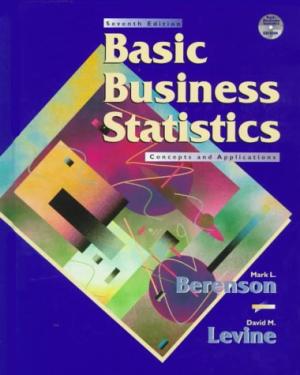 Seventh Edition
Basic
Business
Statistics
Concepts and Applications
Mark L.
Berenson
David M.
Levine